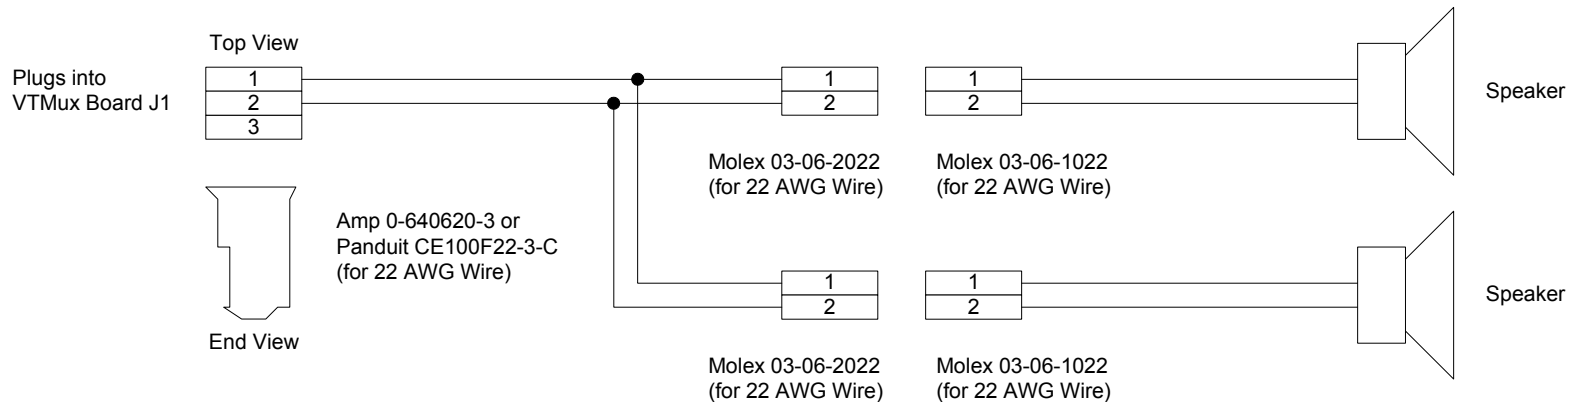 Top View
Plugs into
VTMux Board J1
1
2
3
1
2
1
2
Speaker
Molex 03-06-2022
(for 22 AWG Wire)
Molex 03-06-1022
(for 22 AWG Wire)
Amp 0-640620-3 or
Panduit CE100F22-3-C
(for 22 AWG Wire)
End View
1
2
1
2
Speaker
Molex 03-06-2022
(for 22 AWG Wire)
Molex 03-06-1022
(for 22 AWG Wire)